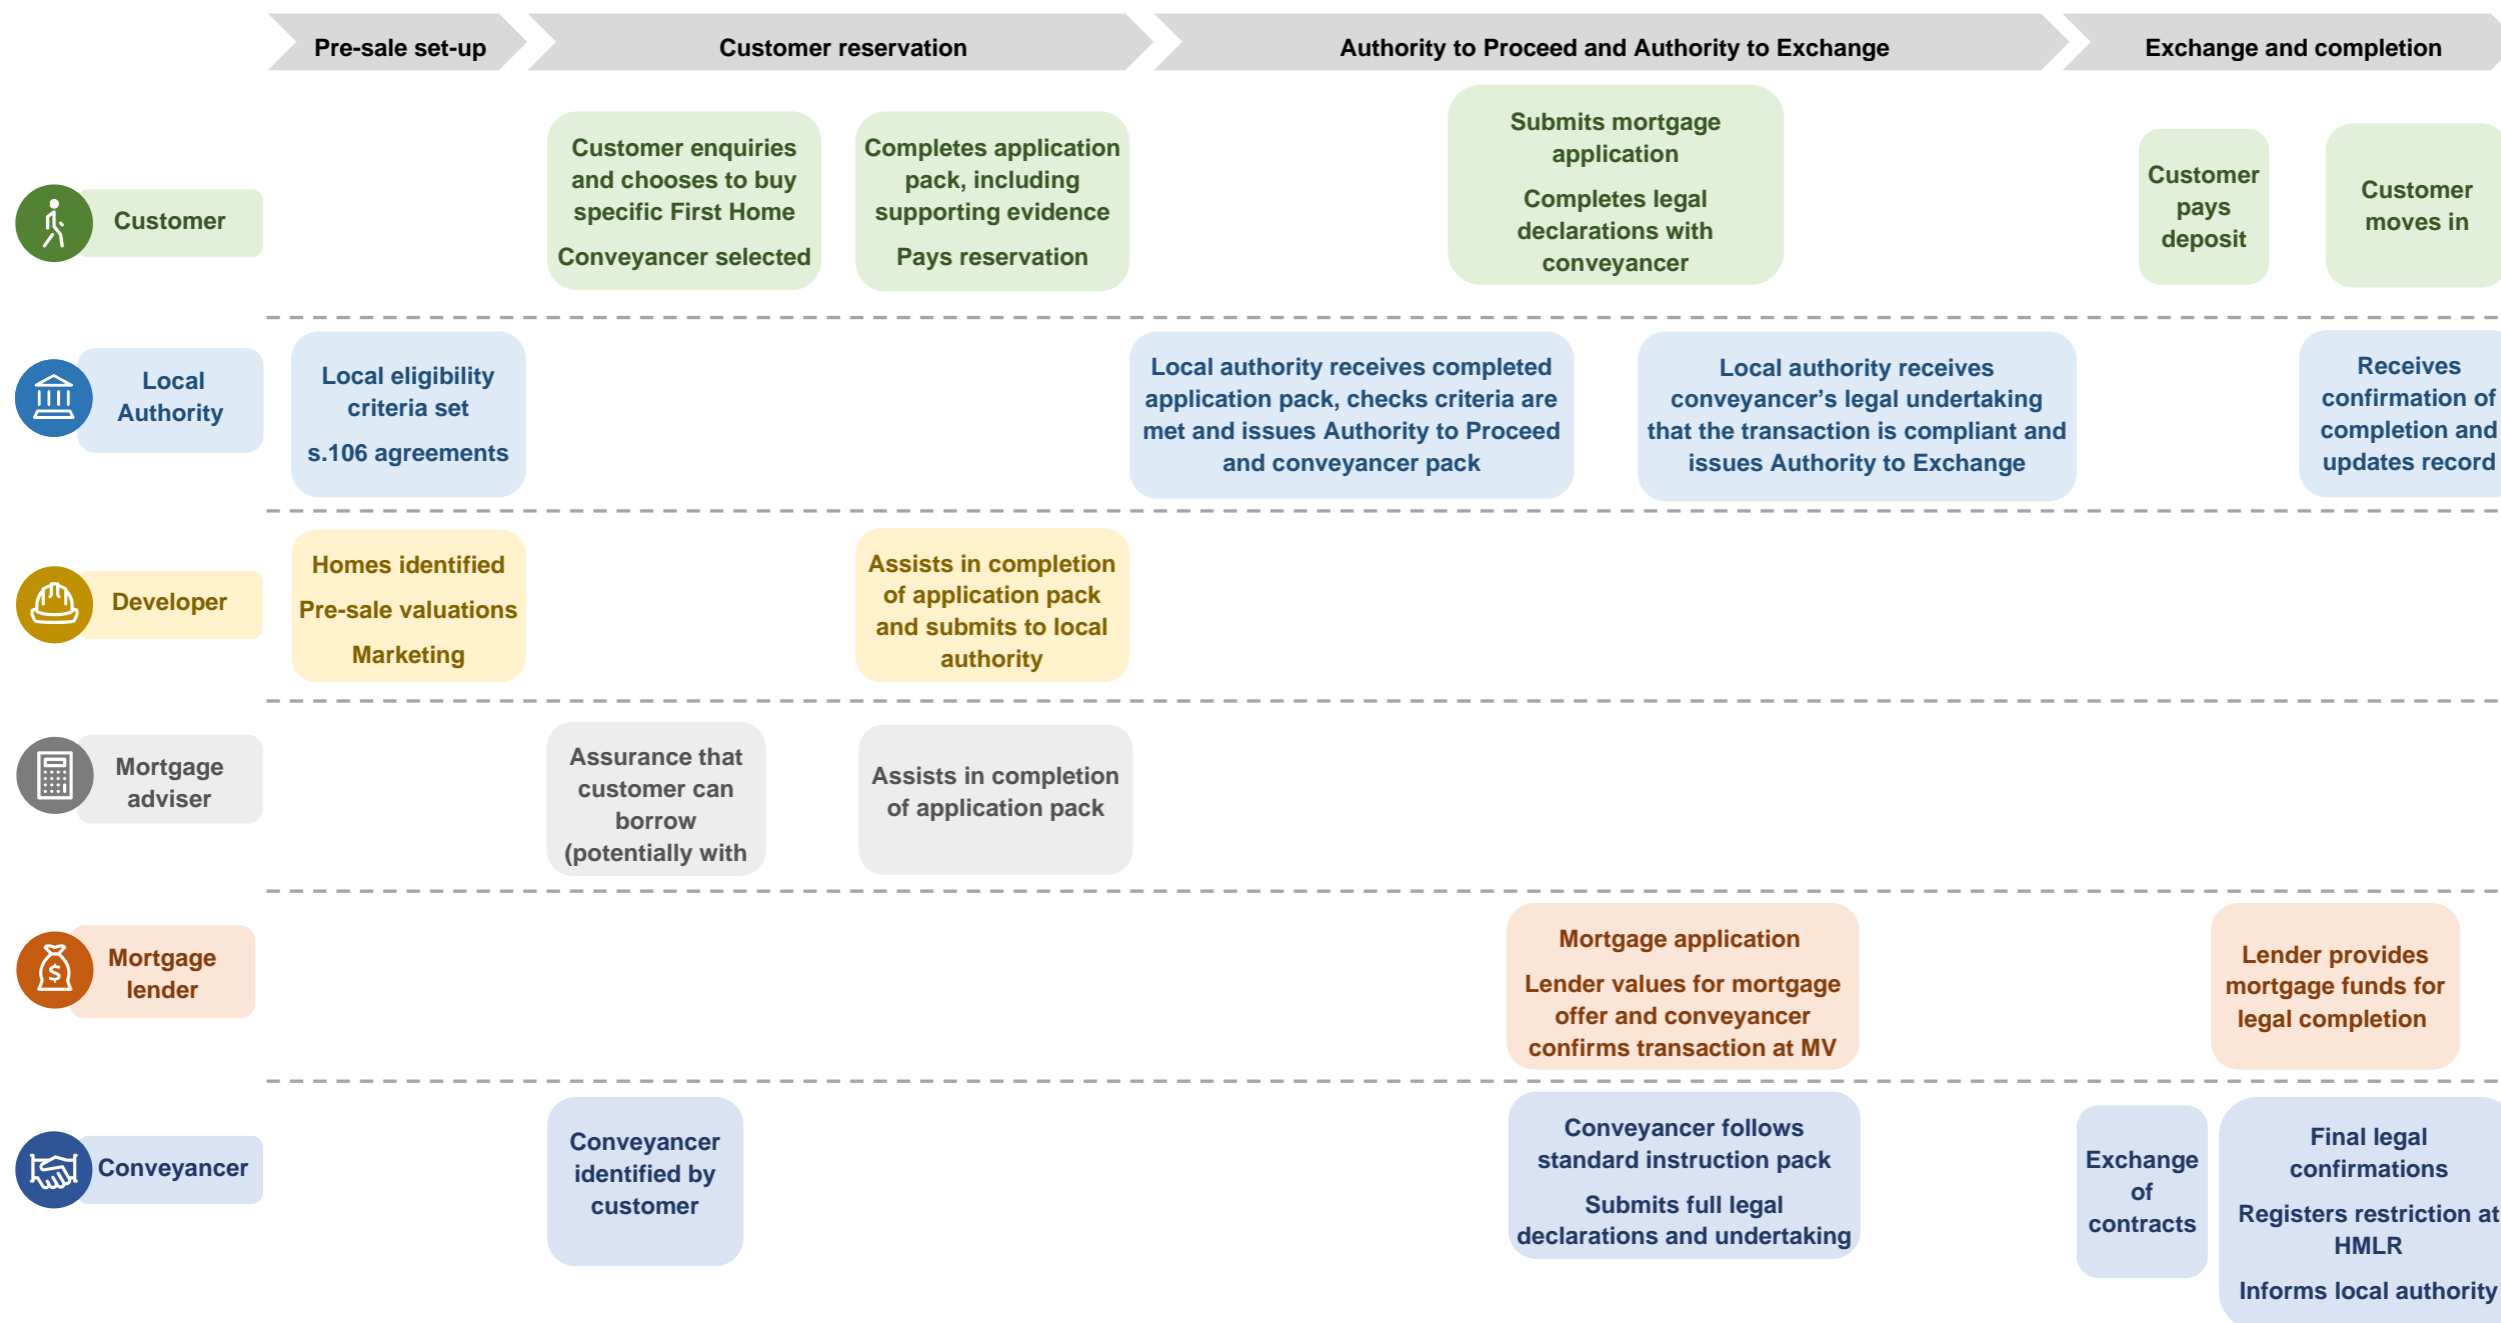 Pre-sale set-up
Customer reservation
Authority to Proceed and Authority to Exchange
Exchange and completion
Customer
Customer enquiries
and chooses to buy
specific First Home
Conveyancer selected
Completes application
pack, including
supporting evidence
Pays reservation
Submits mortgage
application
Completes legal
declarations with
conveyancer
Customer
pays
deposit
Customer
moves in
Local
Authority
Local eligibility
criteria set
s.106 agreements
Local authority receives completed
application pack, checks criteria are
met and issues Authority to Proceed
and conveyancer pack
Local authority receives
conveyancer’s legal undertaking
that the transaction is compliant and
issues Authority to Exchange
Receives
confirmation of
completion and
updates record
Developer
Homes identified
Pre-sale valuations
Marketing
Assists in completion
of application pack
and submits to local
authority
Mortgage
adviser
Assurance that
customer can
borrow
(potentially with
Assists in completion
of application pack
$
Mortgage
lender
Mortgage application
Lender values for mortgage
offer and conveyancer
confirms transaction at MV
Lender provides
mortgage funds for
legal completion
Conveyancer
Conveyancer
identified by
customer
Conveyancer follows
standard instruction pack
Submits full legal
declarations and undertaking
Exchange
of
contracts
Final legal
confirmations
Registers restriction at
HMLR
Informs local authority